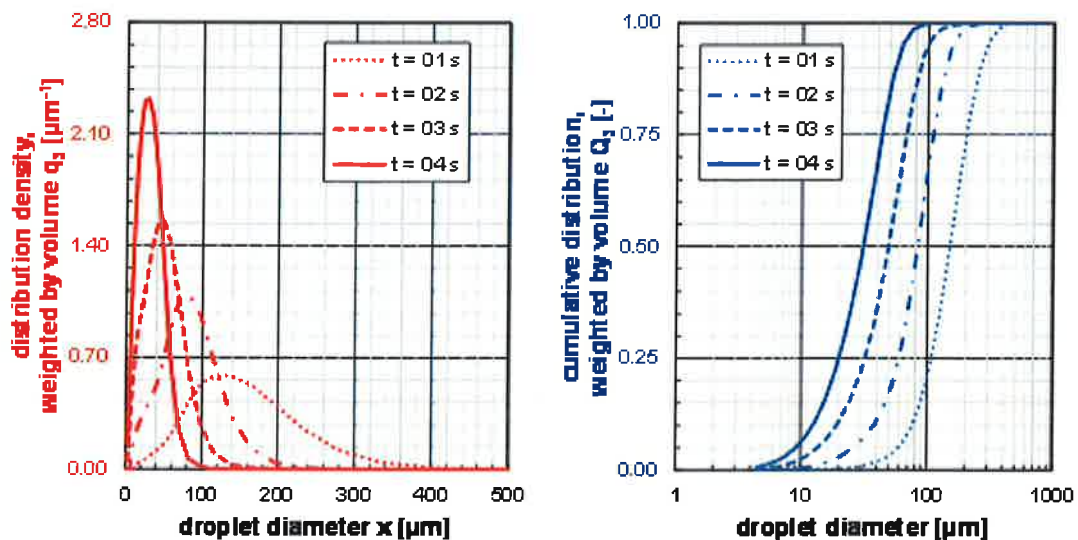 distribution density,
weighted by volume q₃ [µm⁻¹]
2.80
2.10
1.40
0.70
0.00
t = 01 s
t = 02 s
t = 03 s
t = 04 s
0
100
200
300
400
500
droplet diameter x [µm]
cumulative distribution,
weighted by volume Q₃ [-]
1.00
0.75
0.50
0.25
0.00
t = 01 s
t = 02 s
t = 03 s
t = 04 s
1
10
100
1000
droplet diameter [µm]